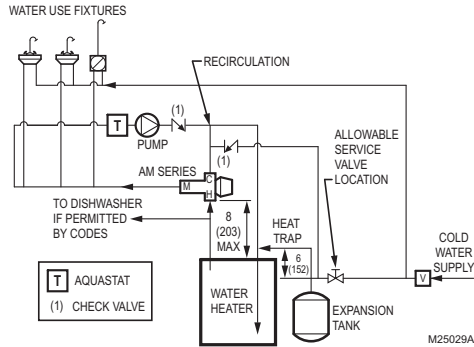 WATER USE FIXTURES
RECIRCULATION
(1)
T
PUMP
(1)
ALLOWABLE
SERVICE
VALVE
LOCATION
AM SERIES
M
C
H
TO DISHWASHER
IF PERMITTED
BY CODES
8
(203)
MAX
HEAT
TRAP
6
(152)
COLD
WATER
SUPPLY
V
T AQUASTAT
(1) CHECK VALVE
WATER
HEATER
EXPANSION
TANK
M25029A